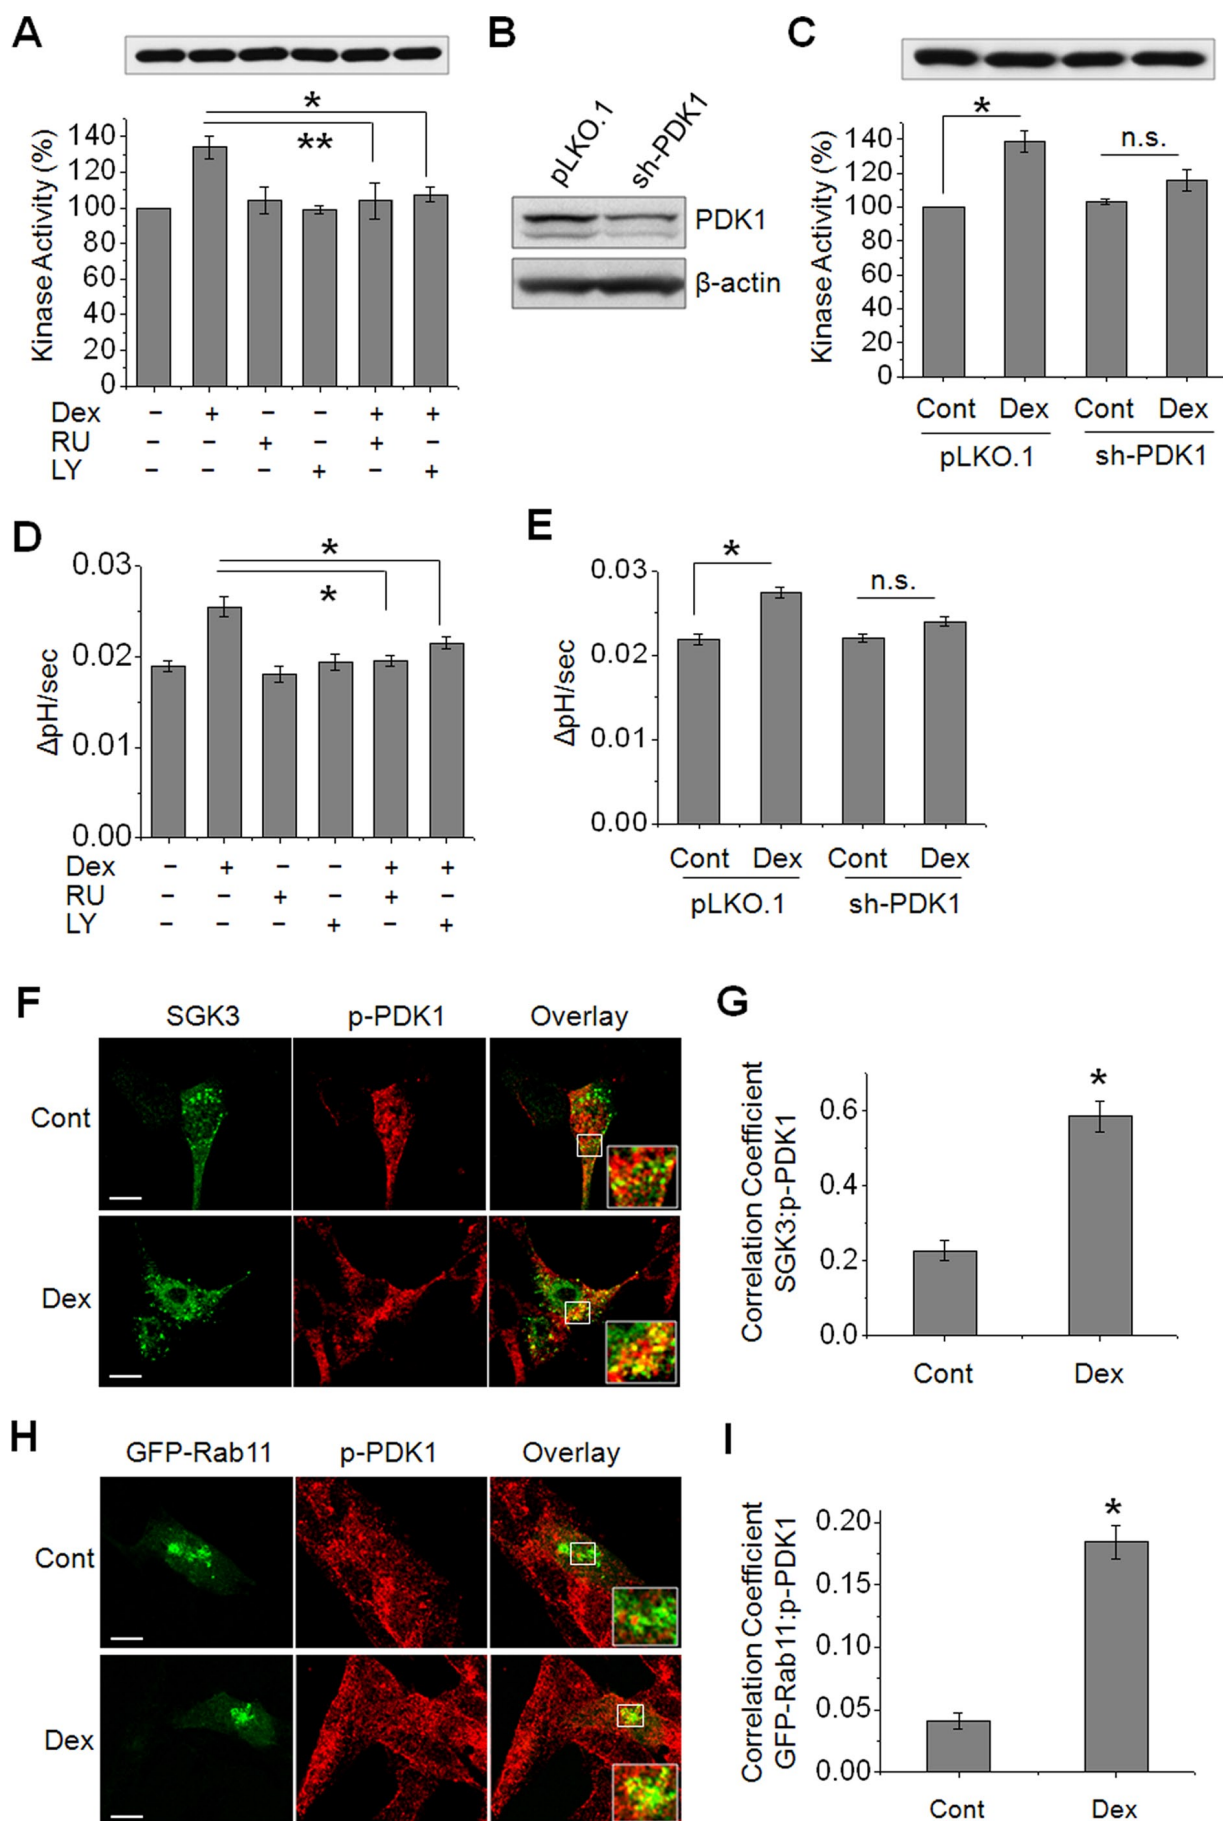 A
*
**
Kinase Activity (%)
140
120
100
80
60
40
20
0
Dex − + − − + +
RU − − + − + −
LY − − − + − +
B
pLKO.1
sh-PDK1
PDK1
β-actin
C
*
n.s.
Kinase Activity (%)
140
120
100
80
60
40
20
0
Cont Dex Cont Dex
pLKO.1 sh-PDK1
D
*
*
ΔpH/sec
0.03
0.02
0.01
0.00
Dex − + − − + +
RU − − + − + −
LY − − − + − +
E
*
n.s.
ΔpH/sec
0.03
0.02
0.01
0.00
Cont Dex Cont Dex
pLKO.1 sh-PDK1
F
SGK3 p-PDK1 Overlay
Cont
Dex
G
*
Correlation Coefficient
SGK3:p-PDK1
0.6
0.4
0.2
0.0
Cont Dex
H
GFP-Rab11 p-PDK1 Overlay
Cont
Dex
I
*
Correlation Coefficient
GFP-Rab11:p-PDK1
0.20
0.15
0.10
0.05
0.00
Cont Dex